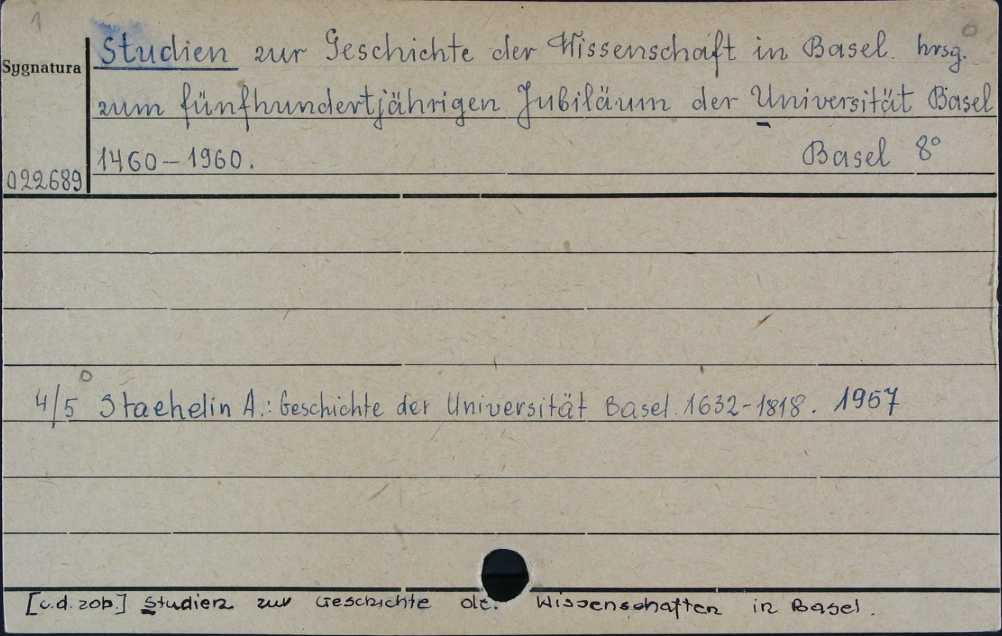 1
o
Studien zur Geschichte der Wissenschaft in Basel. hrsg.
Sygnatura
zum fünfhundertjährigen Jubiläum der Universität Basel
1460-1960. Basel 8°
022689
o
4/5 Staehelin A.: Geschichte der Universität Basel. 1632-1818. 1957
[c.d. zob.] Studien zur Geschichte der Wissenschaften in Basel.